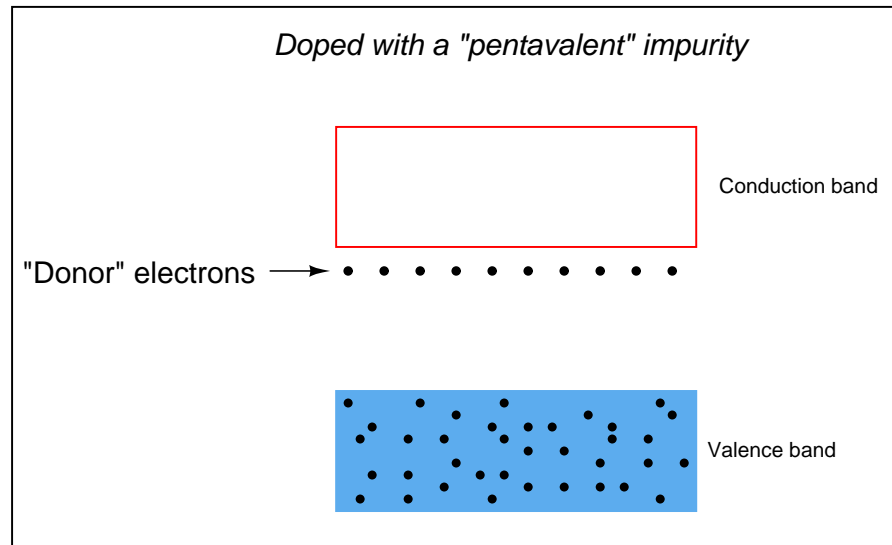 Doped with a "pentavalent" impurity
Conduction band
"Donor" electrons
Valence band